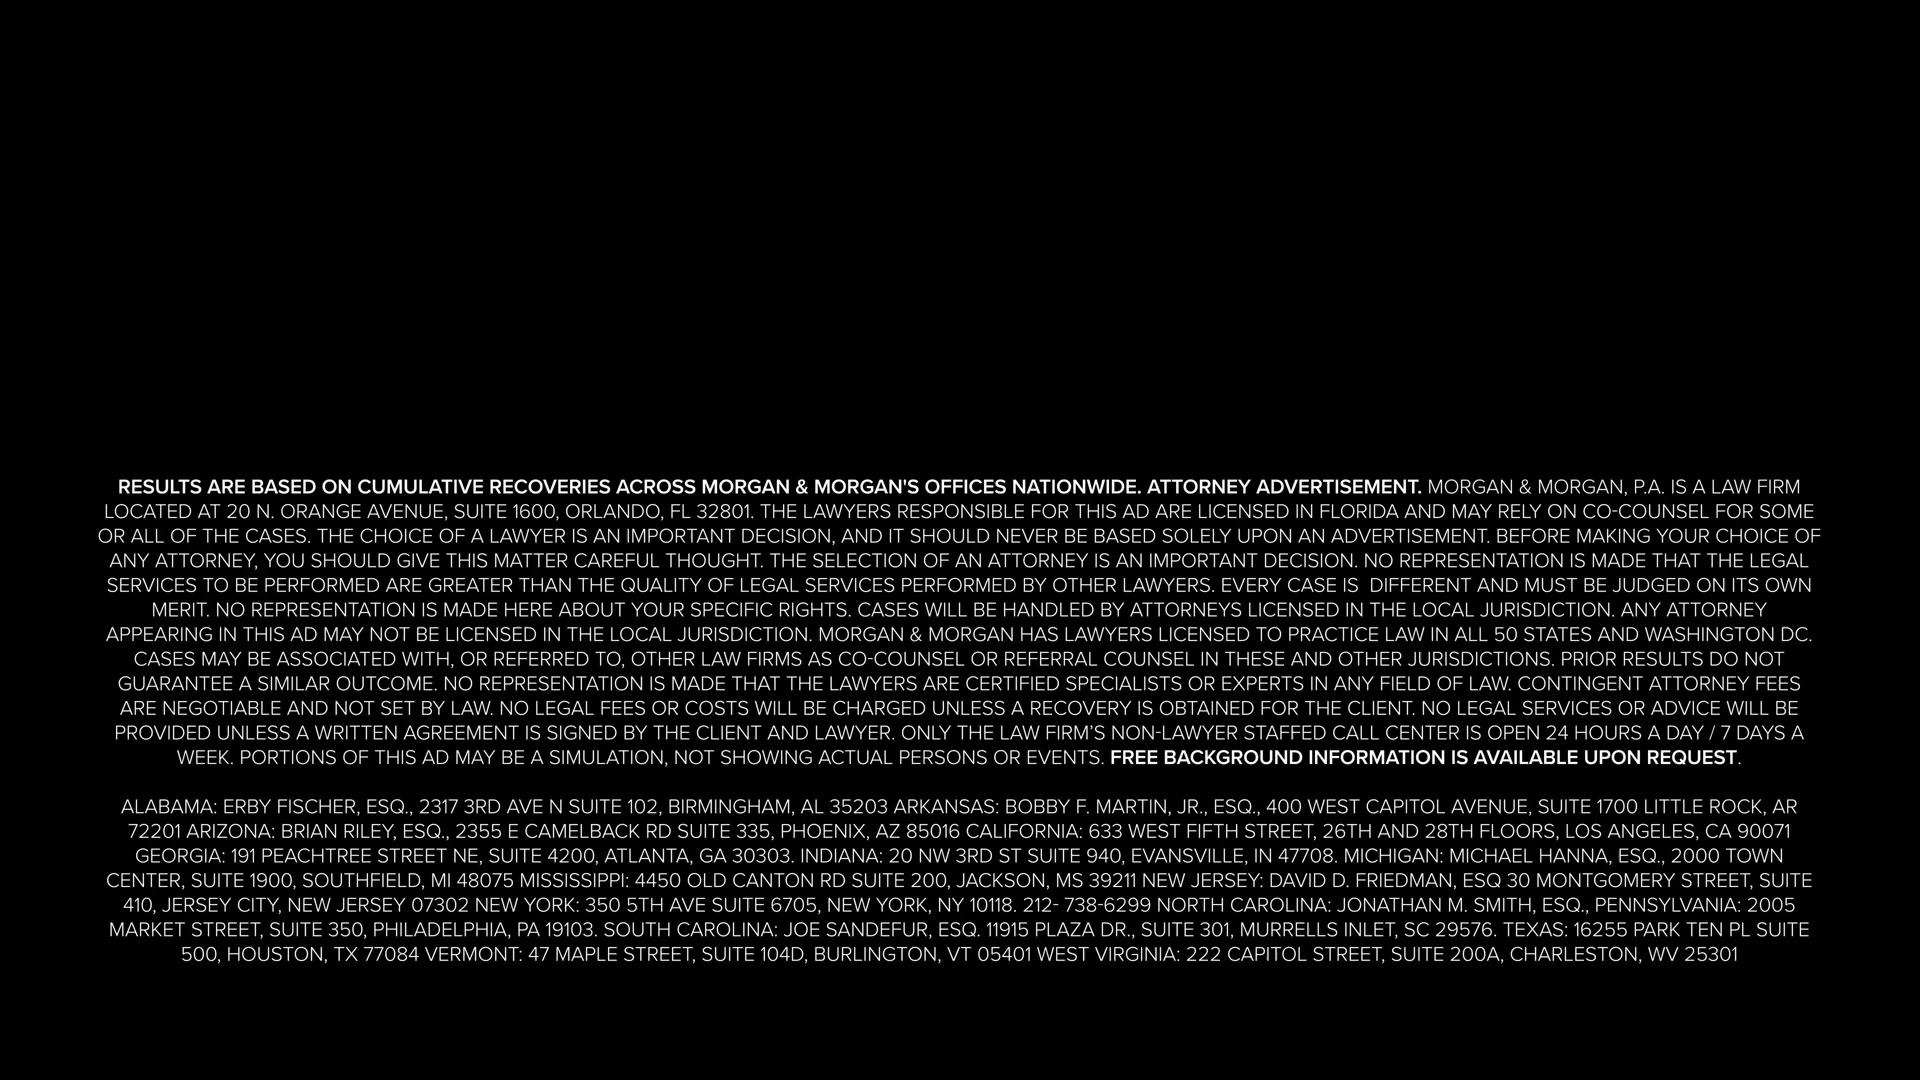 RESULTS ARE BASED ON CUMULATIVE RECOVERIES ACROSS MORGAN & MORGAN'S OFFICES NATIONWIDE. ATTORNEY ADVERTISEMENT. MORGAN & MORGAN, P.A. IS A LAW FIRM
LOCATED AT 20 N. ORANGE AVENUE, SUITE 1600, ORLANDO, FL 32801. THE LAWYERS RESPONSIBLE FOR THIS AD ARE LICENSED IN FLORIDA AND MAY RELY ON CO-COUNSEL FOR SOME
OR ALL OF THE CASES. THE CHOICE OF A LAWYER IS AN IMPORTANT DECISION, AND IT SHOULD NEVER BE BASED SOLELY UPON AN ADVERTISEMENT. BEFORE MAKING YOUR CHOICE OF
ANY ATTORNEY, YOU SHOULD GIVE THIS MATTER CAREFUL THOUGHT. THE SELECTION OF AN ATTORNEY IS AN IMPORTANT DECISION. NO REPRESENTATION IS MADE THAT THE LEGAL
SERVICES TO BE PERFORMED ARE GREATER THAN THE QUALITY OF LEGAL SERVICES PERFORMED BY OTHER LAWYERS. EVERY CASE IS  DIFFERENT AND MUST BE JUDGED ON ITS OWN
MERIT. NO REPRESENTATION IS MADE HERE ABOUT YOUR SPECIFIC RIGHTS. CASES WILL BE HANDLED BY ATTORNEYS LICENSED IN THE LOCAL JURISDICTION. ANY ATTORNEY
APPEARING IN THIS AD MAY NOT BE LICENSED IN THE LOCAL JURISDICTION. MORGAN & MORGAN HAS LAWYERS LICENSED TO PRACTICE LAW IN ALL 50 STATES AND WASHINGTON DC.
CASES MAY BE ASSOCIATED WITH, OR REFERRED TO, OTHER LAW FIRMS AS CO-COUNSEL OR REFERRAL COUNSEL IN THESE AND OTHER JURISDICTIONS. PRIOR RESULTS DO NOT
GUARANTEE A SIMILAR OUTCOME. NO REPRESENTATION IS MADE THAT THE LAWYERS ARE CERTIFIED SPECIALISTS OR EXPERTS IN ANY FIELD OF LAW. CONTINGENT ATTORNEY FEES
ARE NEGOTIABLE AND NOT SET BY LAW. NO LEGAL FEES OR COSTS WILL BE CHARGED UNLESS A RECOVERY IS OBTAINED FOR THE CLIENT. NO LEGAL SERVICES OR ADVICE WILL BE
PROVIDED UNLESS A WRITTEN AGREEMENT IS SIGNED BY THE CLIENT AND LAWYER. ONLY THE LAW FIRM’S NON-LAWYER STAFFED CALL CENTER IS OPEN 24 HOURS A DAY / 7 DAYS A
WEEK. PORTIONS OF THIS AD MAY BE A SIMULATION, NOT SHOWING ACTUAL PERSONS OR EVENTS. FREE BACKGROUND INFORMATION IS AVAILABLE UPON REQUEST.
ALABAMA: ERBY FISCHER, ESQ., 2317 3RD AVE N SUITE 102, BIRMINGHAM, AL 35203 ARKANSAS: BOBBY F. MARTIN, JR., ESQ., 400 WEST CAPITOL AVENUE, SUITE 1700 LITTLE ROCK, AR
72201 ARIZONA: BRIAN RILEY, ESQ., 2355 E CAMELBACK RD SUITE 335, PHOENIX, AZ 85016 CALIFORNIA: 633 WEST FIFTH STREET, 26TH AND 28TH FLOORS, LOS ANGELES, CA 90071
GEORGIA: 191 PEACHTREE STREET NE, SUITE 4200, ATLANTA, GA 30303. INDIANA: 20 NW 3RD ST SUITE 940, EVANSVILLE, IN 47708. MICHIGAN: MICHAEL HANNA, ESQ., 2000 TOWN
CENTER, SUITE 1900, SOUTHFIELD, MI 48075 MISSISSIPPI: 4450 OLD CANTON RD SUITE 200, JACKSON, MS 39211 NEW JERSEY: DAVID D. FRIEDMAN, ESQ 30 MONTGOMERY STREET, SUITE
410, JERSEY CITY, NEW JERSEY 07302 NEW YORK: 350 5TH AVE SUITE 6705, NEW YORK, NY 10118. 212- 738-6299 NORTH CAROLINA: JONATHAN M. SMITH, ESQ., PENNSYLVANIA: 2005
MARKET STREET, SUITE 350, PHILADELPHIA, PA 19103. SOUTH CAROLINA: JOE SANDEFUR, ESQ. 11915 PLAZA DR., SUITE 301, MURRELLS INLET, SC 29576. TEXAS: 16255 PARK TEN PL SUITE
500, HOUSTON, TX 77084 VERMONT: 47 MAPLE STREET, SUITE 104D, BURLINGTON, VT 05401 WEST VIRGINIA: 222 CAPITOL STREET, SUITE 200A, CHARLESTON, WV 25301